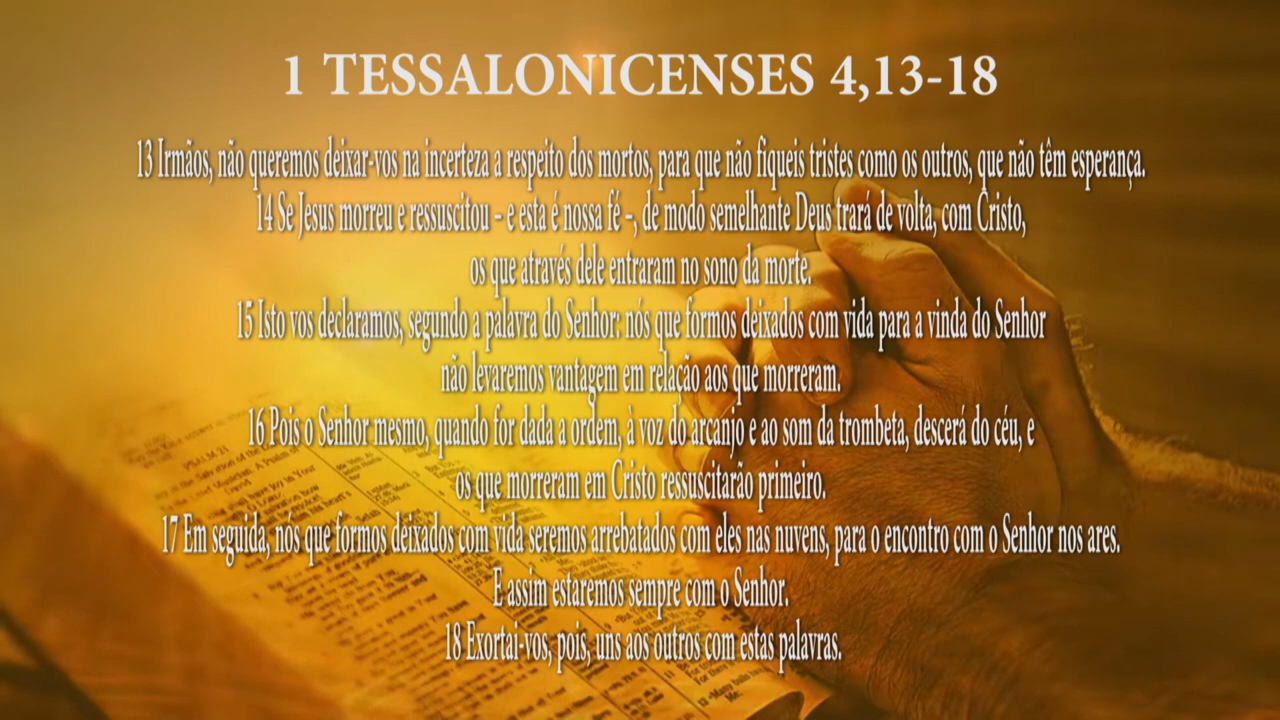 1 TESSALONICENSES 4,13-18
13 Irmãos, não queremos deixar-vos na incerteza a respeito dos mortos, para que não fiqueis tristes como os outros, que não têm esperança.
14 Se Jesus morreu e ressuscitou – e esta é nossa fé –, de modo semelhante Deus trará de volta, com Cristo,
os que através dele entraram no sono da morte.
15 Isto vos declaramos, segundo a palavra do Senhor: nós que formos deixados com vida para a vinda do Senhor
não levaremos vantagem em relação aos que morreram.
16 Pois o Senhor mesmo, quando for dada a ordem, à voz do arcanjo e ao som da trombeta, descerá do céu, e
os que morreram em Cristo ressuscitarão primeiro.
17 Em seguida, nós que formos deixados com vida seremos arrebatados com eles nas nuvens, para o encontro com o Senhor nos ares.
E assim estaremos sempre com o Senhor.
18 Exortai-vos, pois, uns aos outros com estas palavras.
PSALM 21